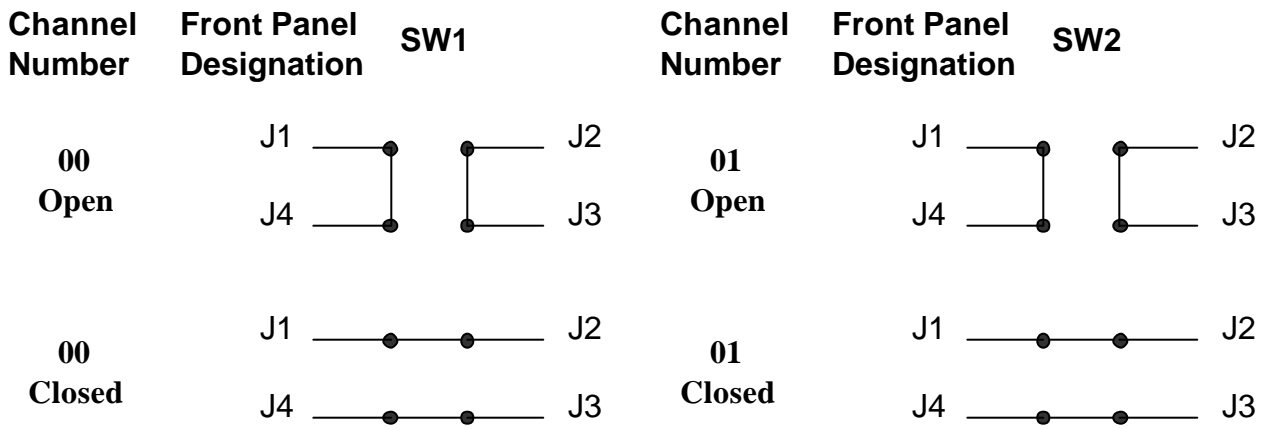 Channel Number Front Panel Designation SW1
00 Open
J1 J2
J4 J3
00 Closed
J1 J2
J4 J3
Channel Number Front Panel Designation SW2
01 Open
J1 J2
J4 J3
01 Closed
J1 J2
J4 J3